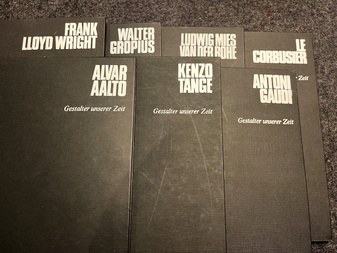 FRANK
LLOYD WRIGHT
WALTER
GROPIUS
LUDWIG MIES
VAN DER ROHE
LE
CORBUSIER
Zeit
ALVAR
AALTO
Gestalter unserer Zeit
KENZO
TANGE
Gestalter unserer Zeit
ANTONI
GAUDI
Gestalter unserer Zeit